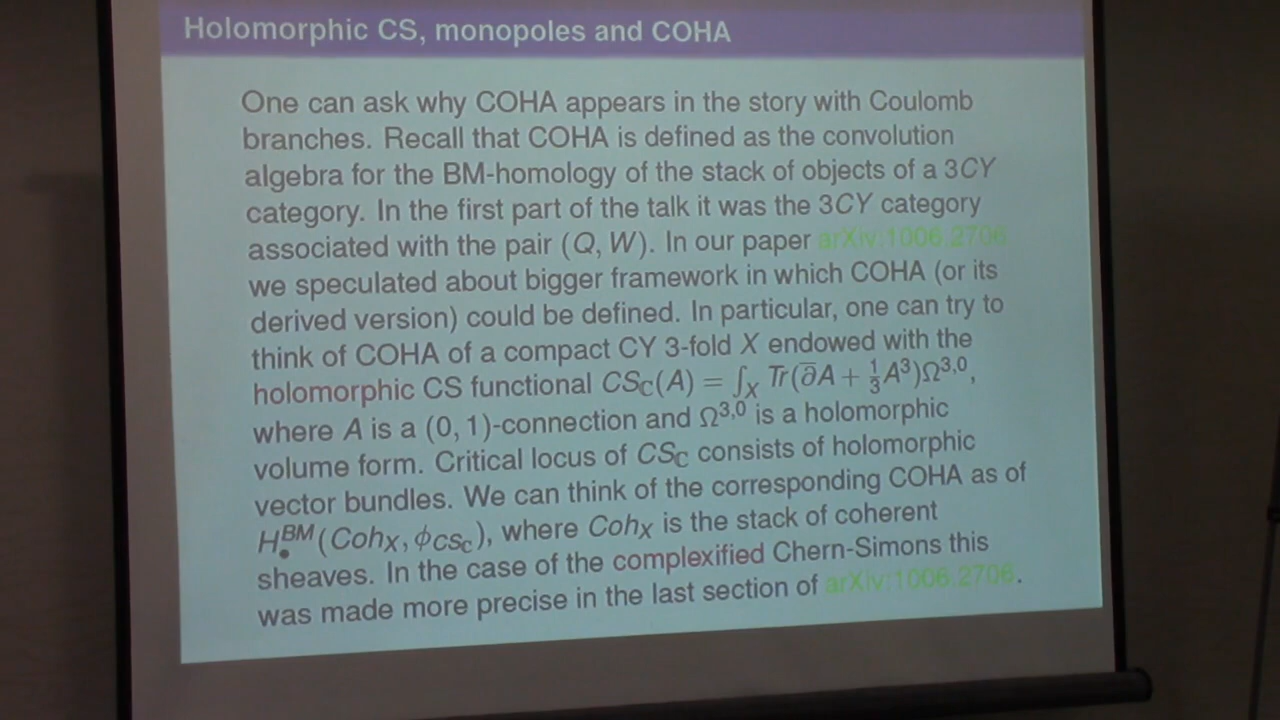 Holomorphic CS, monopoles and COHA
One can ask why COHA appears in the story with Coulomb
branches. Recall that COHA is defined as the convolution
algebra for the BM-homology of the stack of objects of a 3CY
category. In the first part of the talk it was the 3CY category
associated with the pair (Q, W). In our paper arXiv:1006.2706
we speculated about bigger framework in which COHA (or its
derived version) could be defined. In particular, one can try to
think of COHA of a compact CY 3-fold X endowed with the
holomorphic CS functional CS_ℂ(A) = ∫_X Tr(∂̄A + ⅓A³)Ω^{3,0},
where A is a (0, 1)-connection and Ω^{3,0} is a holomorphic
volume form. Critical locus of CS_ℂ consists of holomorphic
vector bundles. We can think of the corresponding COHA as of
H_•^{BM}(Coh_X, ϕ_{CS_ℂ}), where Coh_X is the stack of coherent
sheaves. In the case of the complexified Chern-Simons this
was made more precise in the last section of arXiv:1006.2706.